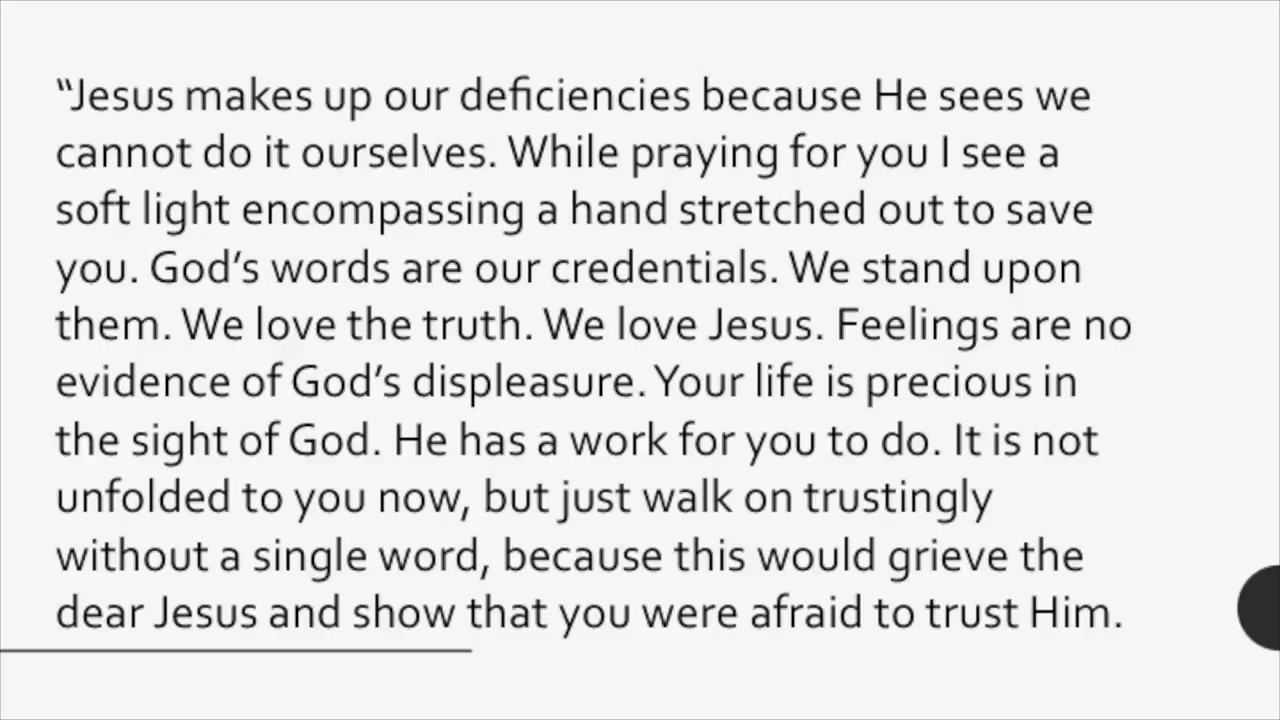 “Jesus makes up our deficiencies because He sees we
cannot do it ourselves. While praying for you I see a
soft light encompassing a hand stretched out to save
you. God’s words are our credentials. We stand upon
them. We love the truth. We love Jesus. Feelings are no
evidence of God’s displeasure. Your life is precious in
the sight of God. He has a work for you to do. It is not
unfolded to you now, but just walk on trustingly
without a single word, because this would grieve the
dear Jesus and show that you were afraid to trust Him.